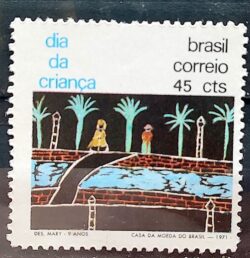 dia
da
criança
brasil
correio
45 cts
DES. MARY - 9 ANOS
CASA DA MOEDA DO BRASIL - 1971